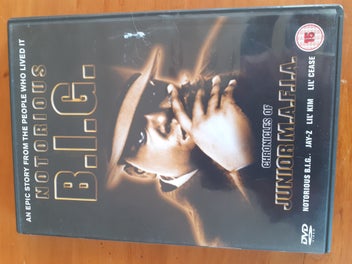 AN EPIC STORY FROM THE PEOPLE WHO LIVED IT
NOTORIOUS
B.I.G.
15
CHRONICLES OF
JUNIOR M.A.F.I.A.
NOTORIOUS B.I.G. JAY-Z LIL' KIM LIL' CEASE
DVD